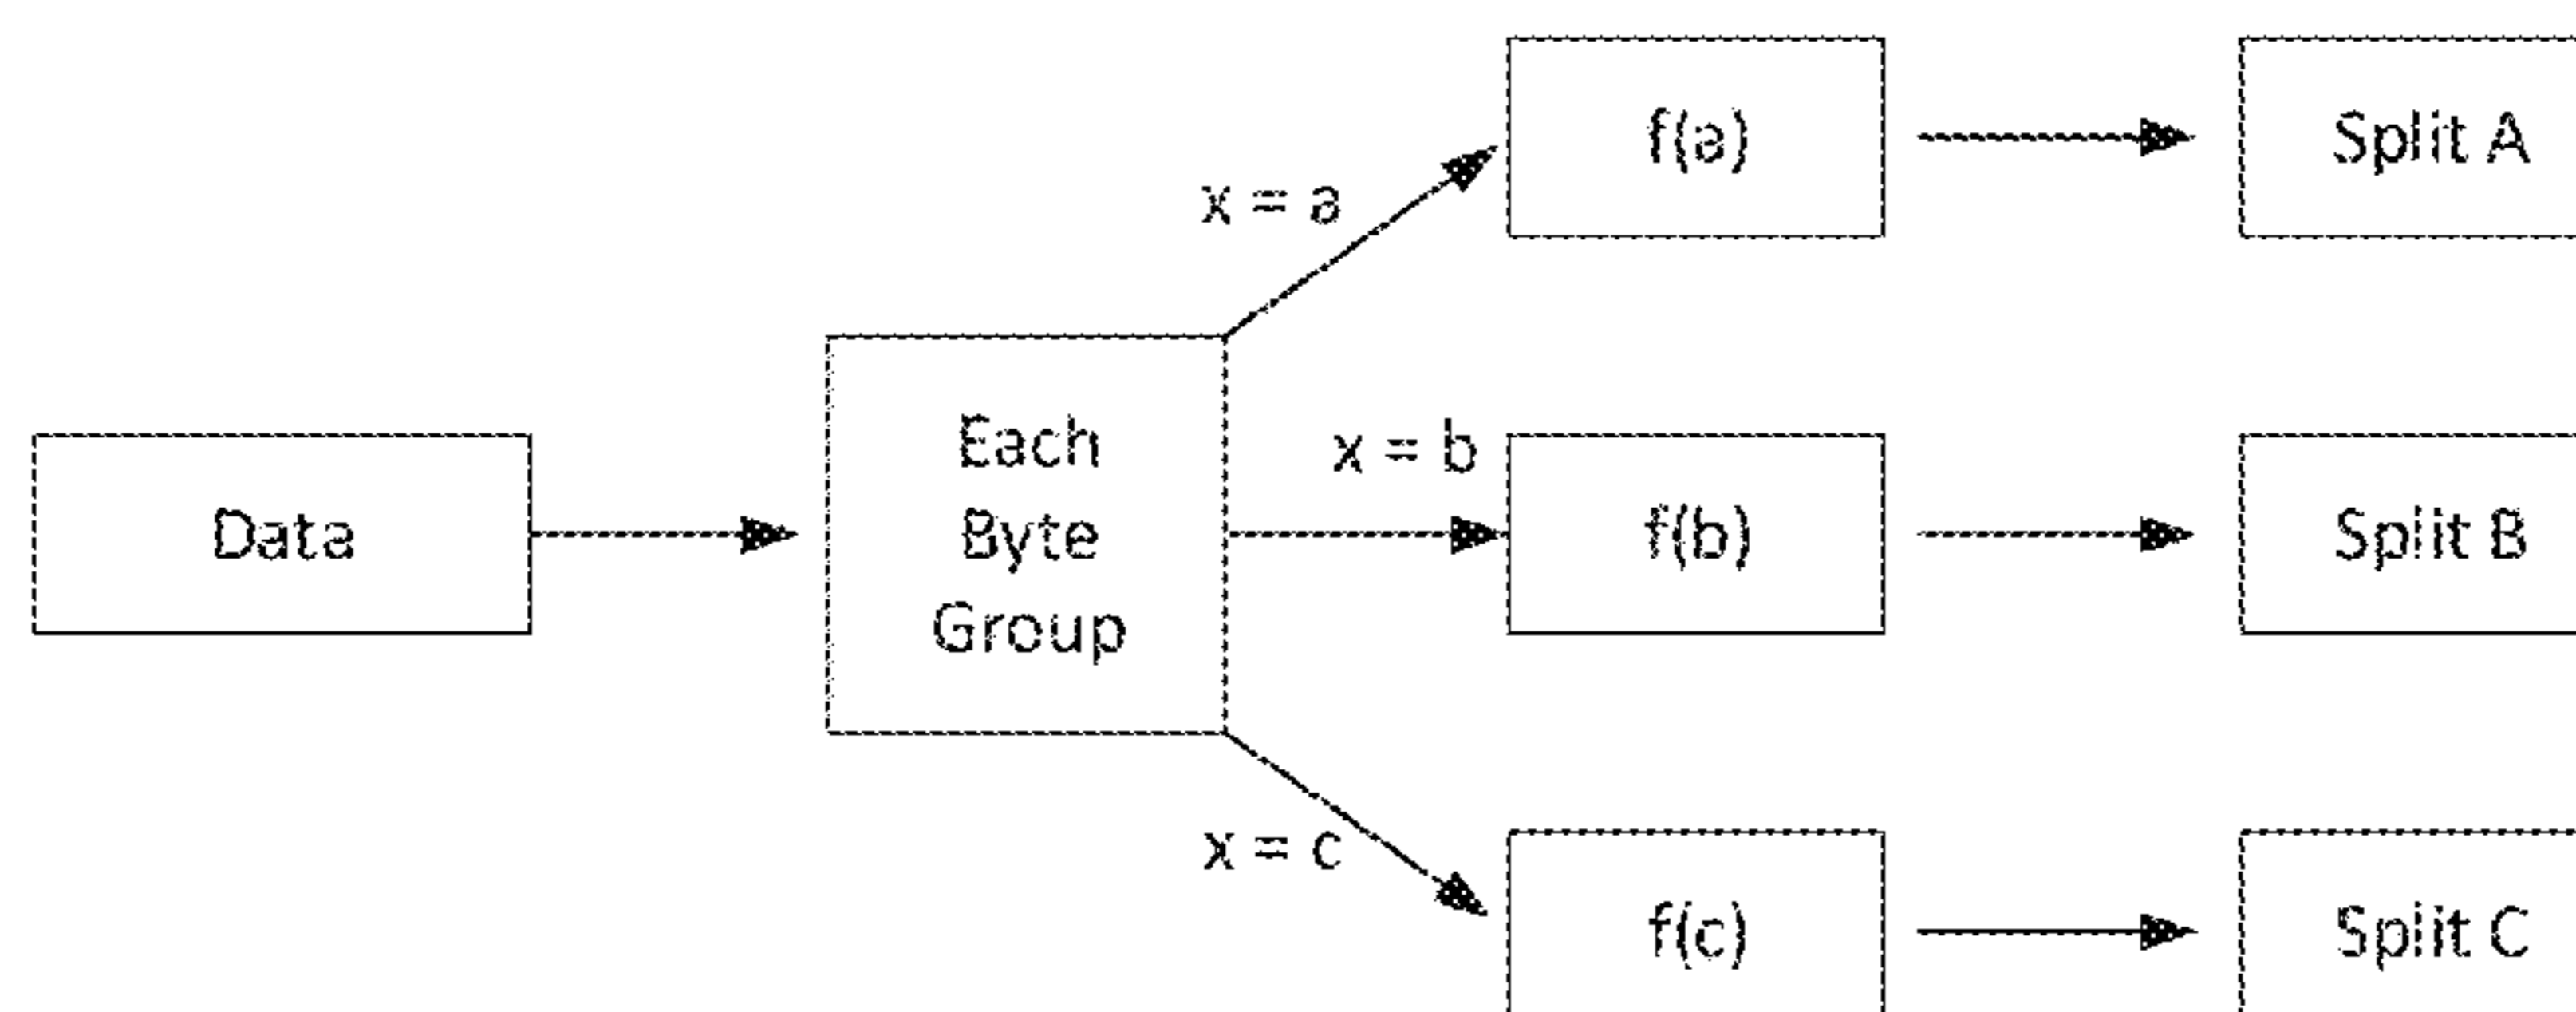 x = a
f(a)
Split A
Data
Each
Byte
Group
x = b
f(b)
Split B
x = c
f(c)
Split C